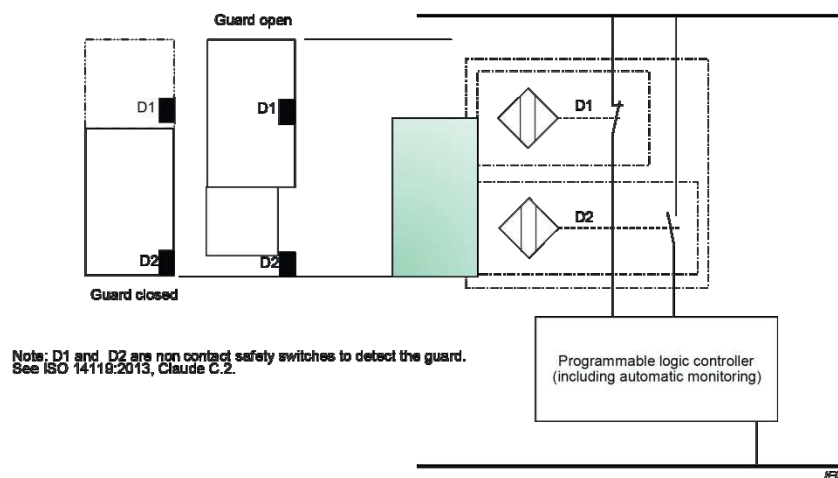 Guard open
D1
D1
D1
D2
D2
D2
Guard closed
Note: D1 and D2 are non contact safety switches to detect the guard.
See ISO 14119:2013, Claude C.2.
Programmable logic controller
(including automatic monitoring)